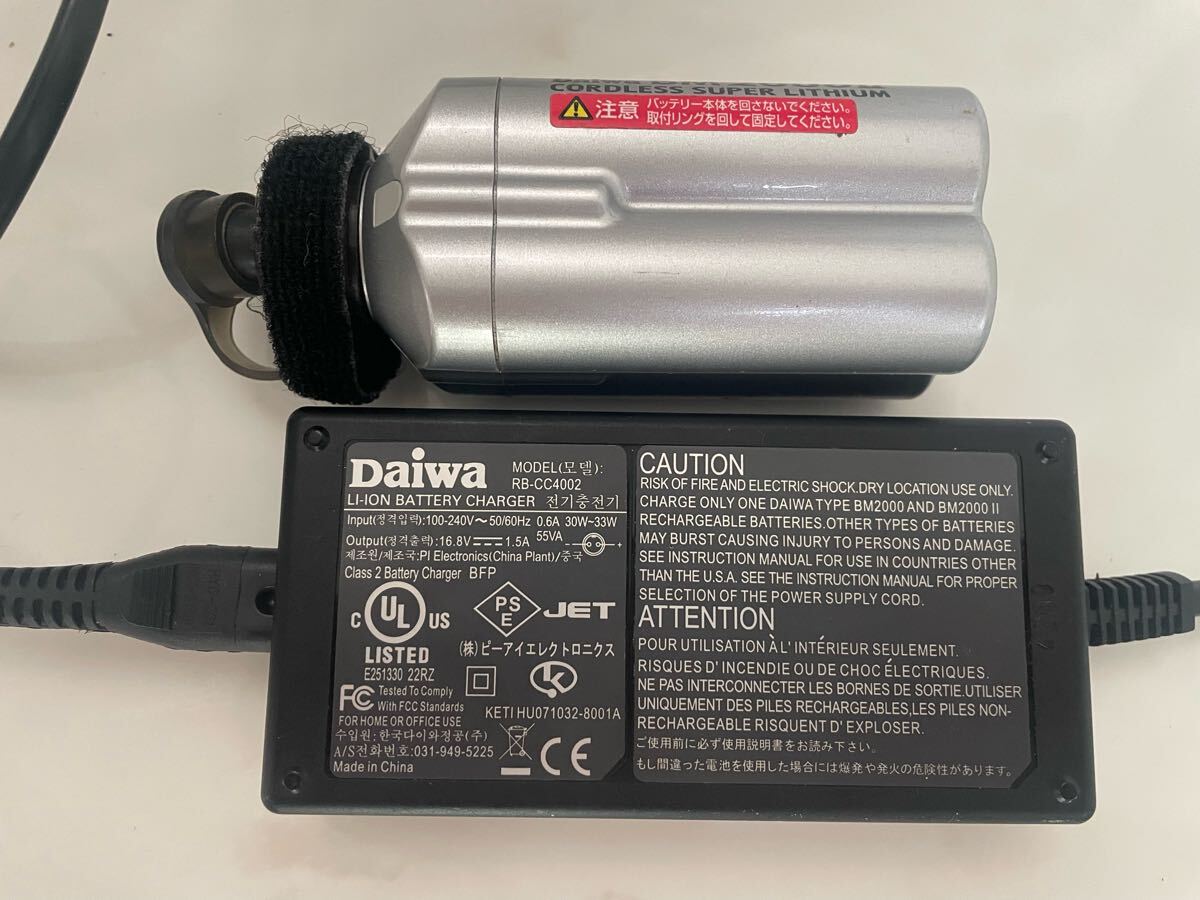 CORDLESS SUPER LITHIUM
注意 バッテリー本体を回さないでください。
取付リングを回して固定してください。
Daiwa MODEL(모델):
RB-CC4002
LI-ION BATTERY CHARGER 전기충전기
Input(정격입력):100-240V～50/60Hz 0.6A 30W~33W
55VA
Output(정격출력):16.8V 1.5A - +
제조원/제조국:PI Electronics(China Plant)/중국
Class 2 Battery Charger BFP
C UL US
LISTED
E251330 22RZ
PS
E
JET
(株)ピーアイエレクトロニクス
FC Tested To Comply
With FCC Standards
FOR HOME OR OFFICE USE
KETI HU071032-8001A
수입원:한국다이와정공(주)
A/S전화번호:031-949-5225
Made in China
CE
CAUTION
RISK OF FIRE AND ELECTRIC SHOCK.DRY LOCATION USE ONLY.
CHARGE ONLY ONE DAIWA TYPE BM2000 AND BM2000 II
RECHARGEABLE BATTERIES.OTHER TYPES OF BATTERIES
MAY BURST CAUSING INJURY TO PERSONS AND DAMAGE.
SEE INSTRUCTION MANUAL FOR USE IN COUNTRIES OTHER
THAN THE U.S.A. SEE THE INSTRUCTION MANUAL FOR PROPER
SELECTION OF THE POWER SUPPLY CORD.
ATTENTION
POUR UTILISATION À L' INTÉRIEUR SEULEMENT.
RISQUES D' INCENDIE OU DE CHOC ÉLECTRIQUES.
NE PAS INTERCONNECTER LES BORNES DE SORTIE.UTILISER
UNIQUEMENT DES PILES RECHARGEABLES,LES PILES NON-
RECHARGEABLE RISQUENT D' EXPLOSER.
ご使用前に必ず使用説明書をお読み下さい。
もし間違った電池を使用した場合には爆発や発火の危険性があります。